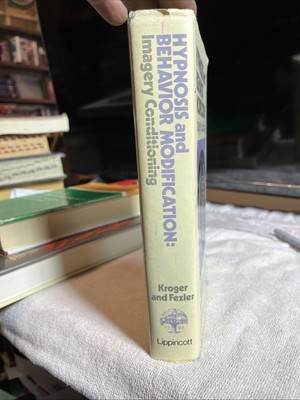 HYPNOSIS and
BEHAVIOR MODIFICATION:
Imagery Conditioning
Kroger
and Fezler
Lippincott